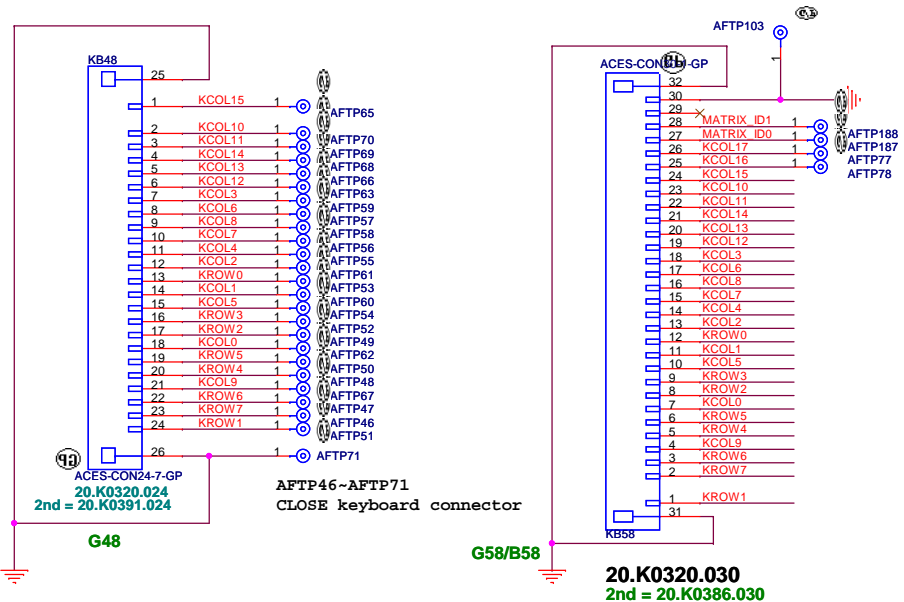 KB48
25
1 KCOL15 1 AFTP65
2 KCOL10 1 AFTP70
3 KCOL11 1 AFTP69
4 KCOL14 1 AFTP68
5 KCOL13 1 AFTP66
6 KCOL12 1 AFTP63
7 KCOL3 1 AFTP59
8 KCOL6 1 AFTP57
9 KCOL8 1 AFTP58
10 KCOL7 1 AFTP56
11 KCOL4 1 AFTP55
12 KCOL2 1 AFTP61
13 KROW0 1 AFTP53
14 KCOL1 1 AFTP60
15 KCOL5 1 AFTP54
16 KROW3 1 AFTP52
17 KROW2 1 AFTP49
18 KCOL0 1 AFTP62
19 KROW5 1 AFTP50
20 KROW4 1 AFTP48
21 KCOL9 1 AFTP67
22 KROW6 1 AFTP47
23 KROW7 1 AFTP46
24 KROW1 1 AFTP51
26 1 AFTP71
ACES-CON24-7-GP
20.K0320.024
2nd = 20.K0391.024
G48
AFTP46~AFTP71
CLOSE keyboard connector
AFTP103
1
32
30
29
28 MATRIX_ID1 1 AFTP188
27 MATRIX_ID0 1 AFTP187
26 KCOL17 1 AFTP77
25 KCOL16 1 AFTP78
24 KCOL15
23 KCOL10
22 KCOL11
21 KCOL14
20 KCOL13
19 KCOL12
18 KCOL3
17 KCOL6
16 KCOL8
15 KCOL7
14 KCOL4
13 KCOL2
12 KROW0
11 KCOL1
10 KCOL5
9 KROW3
8 KROW2
7 KCOL0
6 KROW5
5 KROW4
4 KCOL9
3 KROW6
2 KROW7
1 KROW1
31
KB58
G58/B58
20.K0320.030
2nd = 20.K0386.030